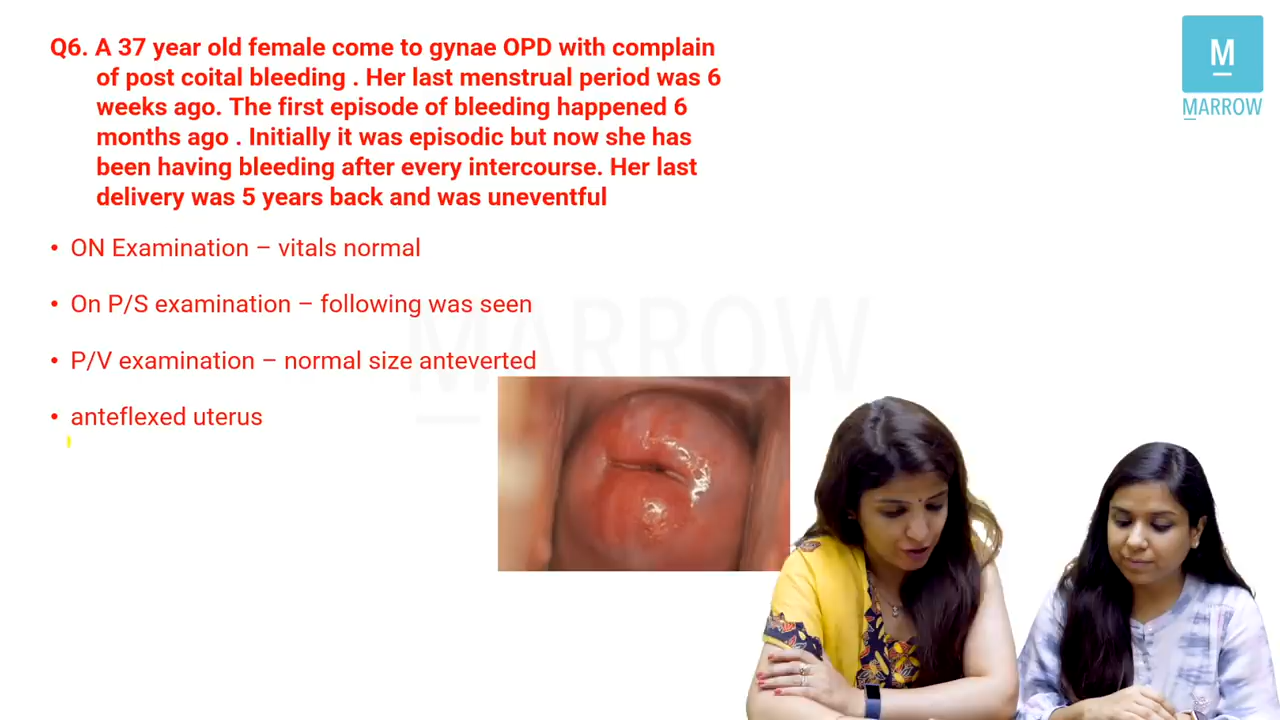 Q6. A 37 year old female come to gynae OPD with complain
of post coital bleeding . Her last menstrual period was 6
weeks ago. The first episode of bleeding happened 6
months ago . Initially it was episodic but now she has
been having bleeding after every intercourse. Her last
delivery was 5 years back and was uneventful
• ON Examination – vitals normal
• On P/S examination – following was seen
• P/V examination – normal size anteverted
• anteflexed uterus
M
MARROW
MARROW